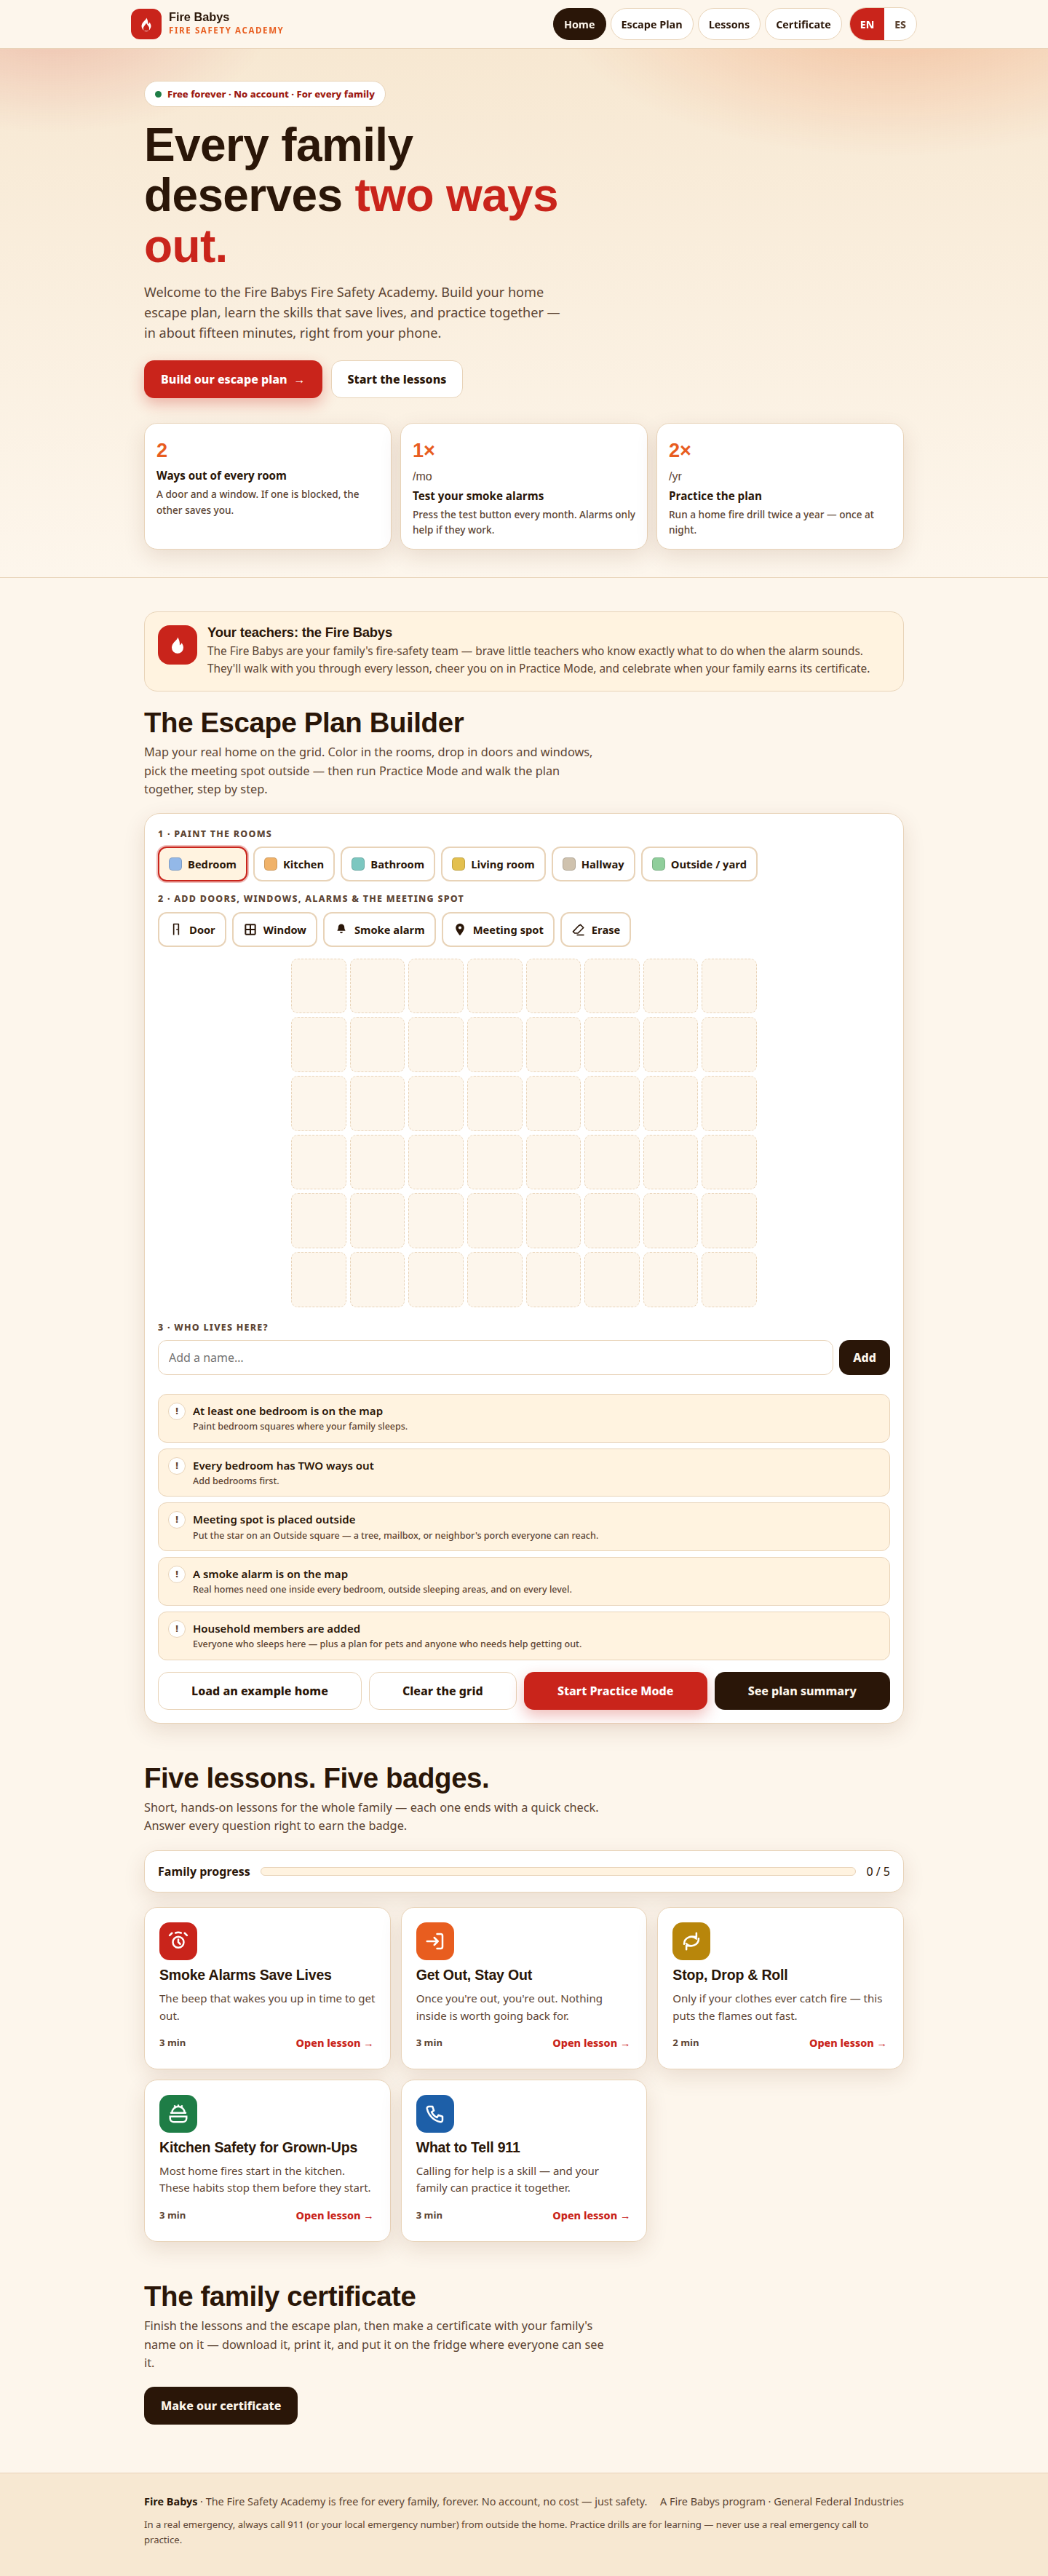 Fire Babys
FIRE SAFETY ACADEMY
Home
Escape Plan
Lessons
Certificate
EN
ES
Free forever · No account · For every family
Every family
deserves two ways
out.
Welcome to the Fire Babys Fire Safety Academy. Build your home
escape plan, learn the skills that save lives, and practice together —
in about fifteen minutes, right from your phone.
Build our escape plan →
Start the lessons
2
Ways out of every room
A door and a window. If one is blocked, the
other saves you.
1×
/mo
Test your smoke alarms
Press the test button every month. Alarms only
help if they work.
2×
/yr
Practice the plan
Run a home fire drill twice a year — once at
night.
Your teachers: the Fire Babys
The Fire Babys are your family's fire-safety team — brave little teachers who know exactly what to do when the alarm sounds.
They'll walk with you through every lesson, cheer you on in Practice Mode, and celebrate when your family earns its certificate.
The Escape Plan Builder
Map your real home on the grid. Color in the rooms, drop in doors and windows,
pick the meeting spot outside — then run Practice Mode and walk the plan
together, step by step.
1 · PAINT THE ROOMS
Bedroom
Kitchen
Bathroom
Living room
Hallway
Outside / yard
2 · ADD DOORS, WINDOWS, ALARMS & THE MEETING SPOT
Door
Window
Smoke alarm
Meeting spot
Erase
3 · WHO LIVES HERE?
Add a name...
Add
! At least one bedroom is on the map
Paint bedroom squares where your family sleeps.
! Every bedroom has TWO ways out
Add bedrooms first.
! Meeting spot is placed outside
Put the star on an Outside square — a tree, mailbox, or neighbor's porch everyone can reach.
! A smoke alarm is on the map
Real homes need one inside every bedroom, outside sleeping areas, and on every level.
! Household members are added
Everyone who sleeps here — plus a plan for pets and anyone who needs help getting out.
Load an example home
Clear the grid
Start Practice Mode
See plan summary
Five lessons. Five badges.
Short, hands-on lessons for the whole family — each one ends with a quick check.
Answer every question right to earn the badge.
Family progress
0 / 5
Smoke Alarms Save Lives
The beep that wakes you up in time to get
out.
3 min
Open lesson →
Get Out, Stay Out
Once you're out, you're out. Nothing
inside is worth going back for.
3 min
Open lesson →
Stop, Drop & Roll
Only if your clothes ever catch fire — this
puts the flames out fast.
2 min
Open lesson →
Kitchen Safety for Grown-Ups
Most home fires start in the kitchen.
These habits stop them before they start.
3 min
Open lesson →
What to Tell 911
Calling for help is a skill — and your
family can practice it together.
3 min
Open lesson →
The family certificate
Finish the lessons and the escape plan, then make a certificate with your family's
name on it — download it, print it, and put it on the fridge where everyone can see
it.
Make our certificate
Fire Babys · The Fire Safety Academy is free for every family, forever. No account, no cost — just safety.
A Fire Babys program · General Federal Industries
In a real emergency, always call 911 (or your local emergency number) from outside the home. Practice drills are for learning — never use a real emergency call to
practice.